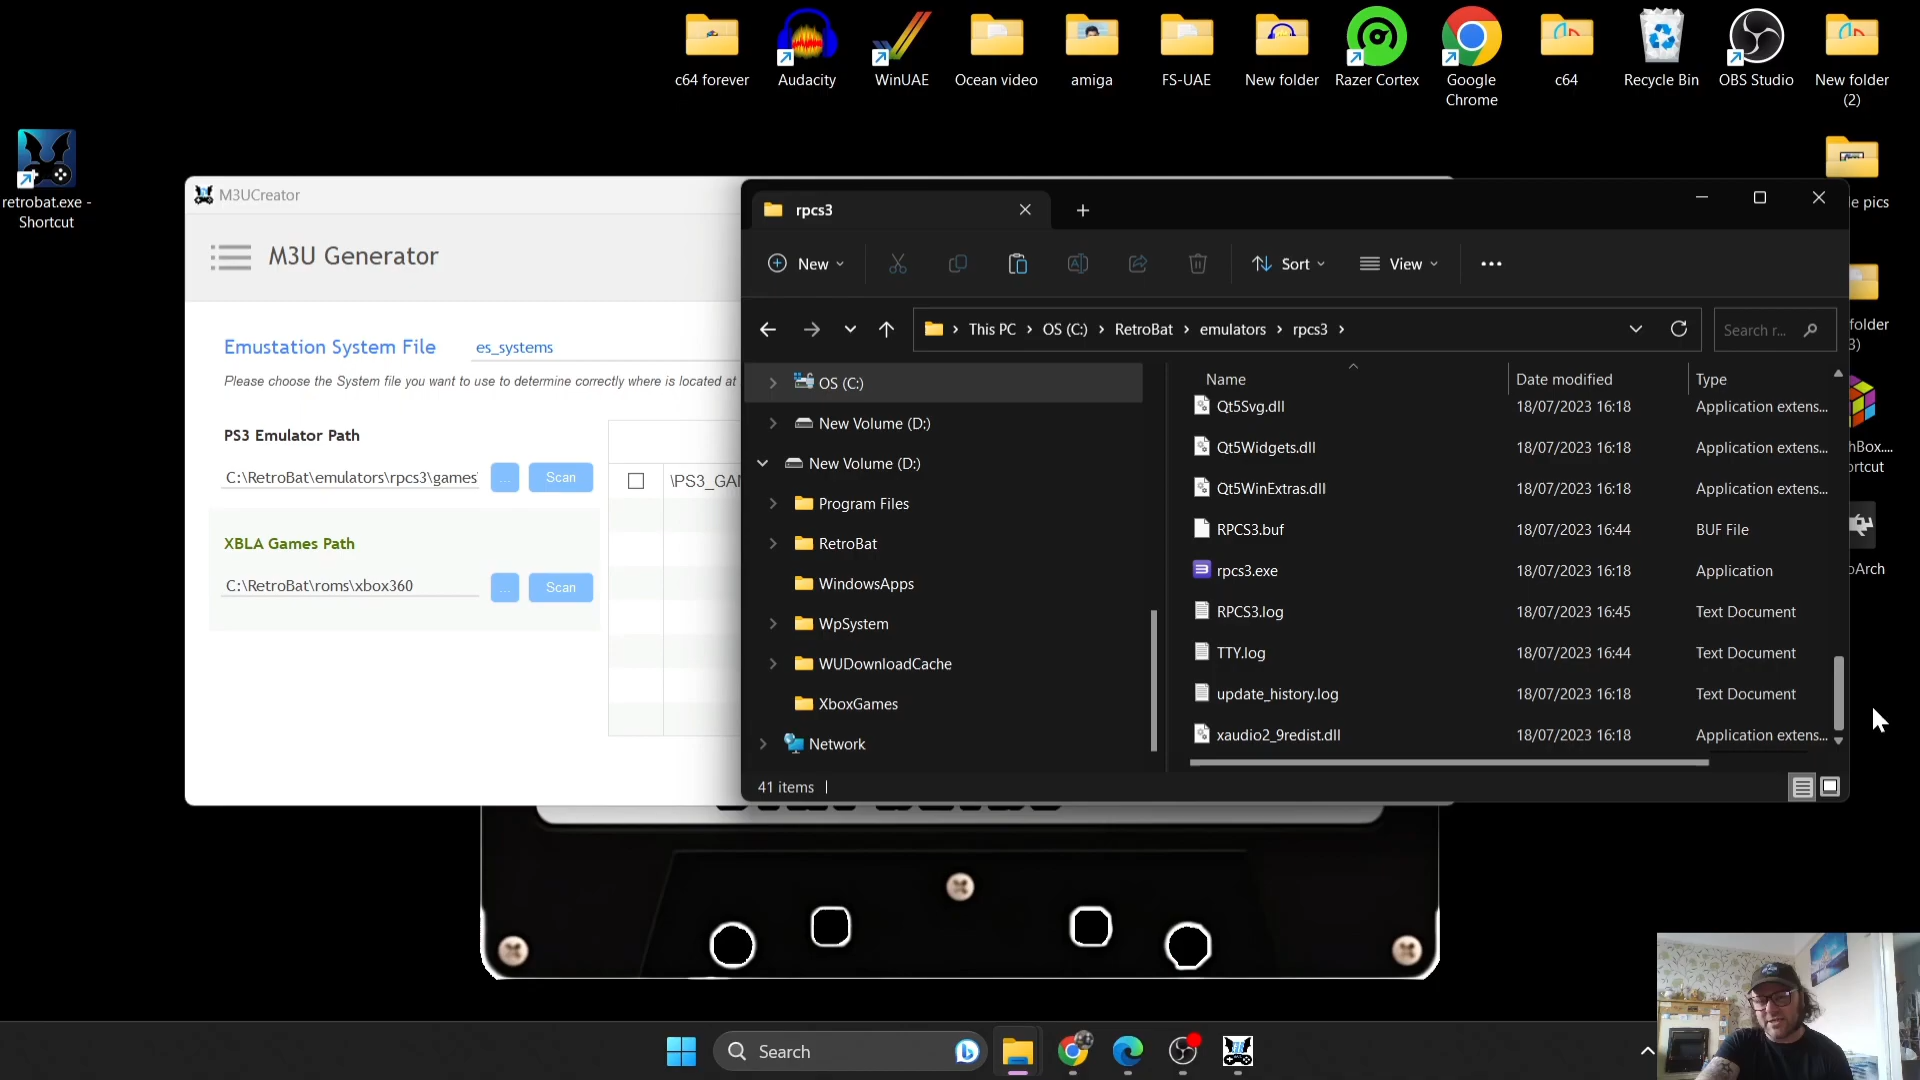 c64 forever
Audacity
WinUAE
Ocean video
amiga
FS-UAE
New folder
Razer Cortex
Google
Chrome
c64
Recycle Bin
OBS Studio
New folder
(2)
retrobat.exe -
Shortcut
e pics
folder
3)
hBox....
ortcut
oArch
M3UCreator
M3U Generator
Emustation System File
es_systems
Please choose the System file you want to use to determine correctly where is located at
PS3 Emulator Path
C:\RetroBat\emulators\rpcs3\games\
...
Scan
\PS3_GA
XBLA Games Path
C:\RetroBat\roms\xbox360
...
Scan
rpcs3
New
Sort
View
This PC
OS (C:)
RetroBat
emulators
rpcs3
Search r...
OS (C:)
New Volume (D:)
New Volume (D:)
Program Files
RetroBat
WindowsApps
WpSystem
WUDownloadCache
XboxGames
Network
Name Date modified Type
Qt5Svg.dll 18/07/2023 16:18 Application extens...
Qt5Widgets.dll 18/07/2023 16:18 Application extens...
Qt5WinExtras.dll 18/07/2023 16:18 Application extens...
RPCS3.buf 18/07/2023 16:44 BUF File
rpcs3.exe 18/07/2023 16:18 Application
RPCS3.log 18/07/2023 16:45 Text Document
TTY.log 18/07/2023 16:44 Text Document
update_history.log 18/07/2023 16:18 Text Document
xaudio2_9redist.dll 18/07/2023 16:18 Application extens...
41 items
Search